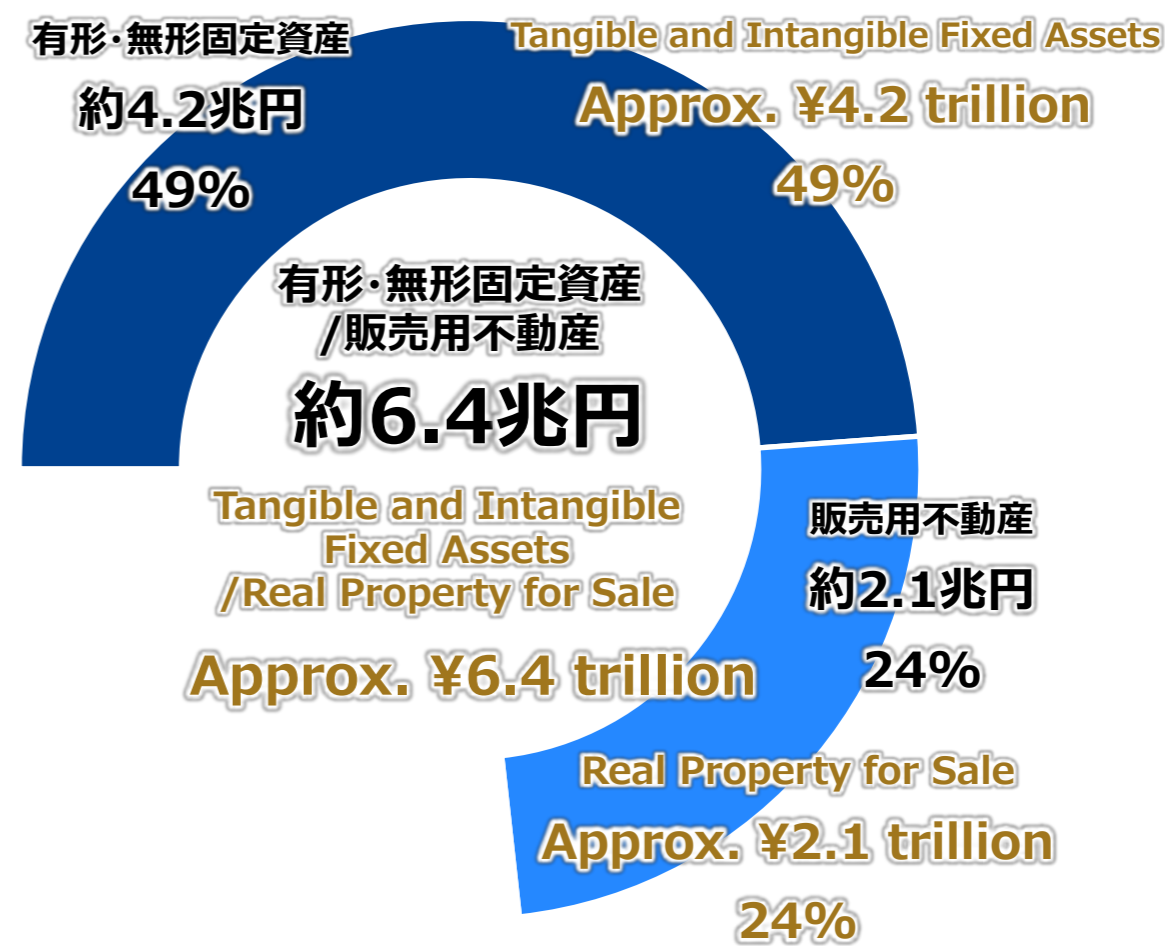 有形･無形固定資産
約4.2兆円
49%
Tangible and Intangible Fixed Assets
Approx. ¥4.2 trillion
49%
有形･無形固定資産
/販売用不動産
約6.4兆円
Tangible and Intangible
Fixed Assets
/Real Property for Sale
Approx. ¥6.4 trillion
販売用不動産
約2.1兆円
24%
Real Property for Sale
Approx. ¥2.1 trillion
24%